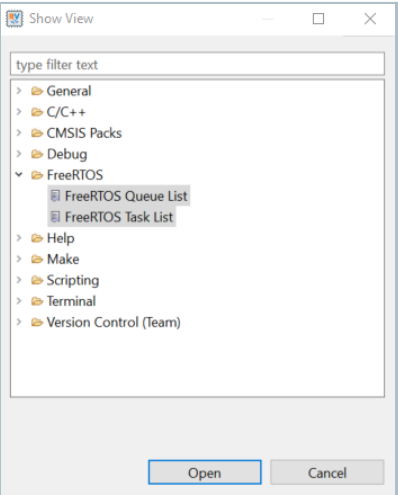 Show View
type filter text
General
C/C++
CMSIS Packs
Debug
FreeRTOS
FreeRTOS Queue List
FreeRTOS Task List
Help
Make
Scripting
Terminal
Version Control (Team)
Open Cancel